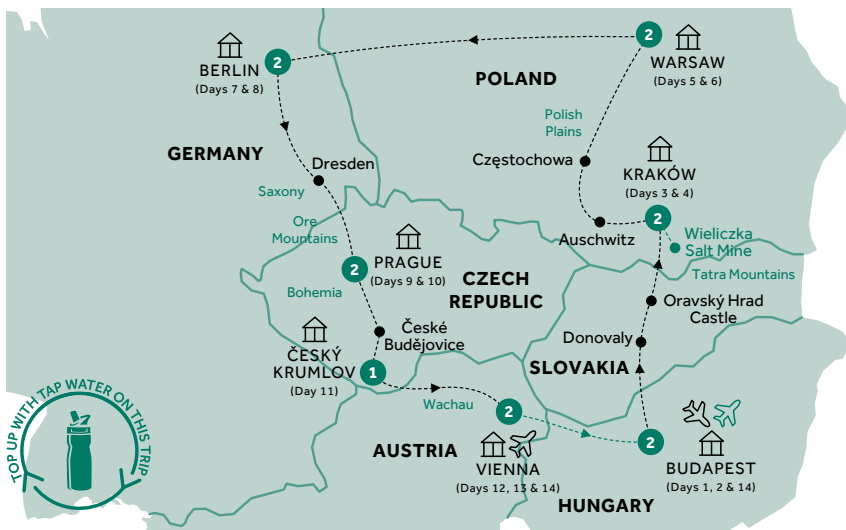 2
BERLIN
(Days 7 & 8)
2
WARSAW
(Days 5 & 6)
POLAND
Polish
Plains
GERMANY
Dresden
Saxony
Częstochowa
KRAKÓW
(Days 3 & 4)
2
Ore
Mountains
Auschwitz
Wieliczka
Salt Mine
Tatra Mountains
2
PRAGUE
(Days 9 & 10)
Bohemia
CZECH
REPUBLIC
Oravský Hrad
Castle
České
Budějovice
Donovaly
SLOVAKIA
ČESKÝ
KRUMLOV
(Day 11)
1
Wachau
2
2
AUSTRIA
VIENNA
(Days 12, 13 & 14)
BUDAPEST
(Days 1, 2 & 14)
HUNGARY
TOP UP WITH TAP WATER ON THIS TRIP